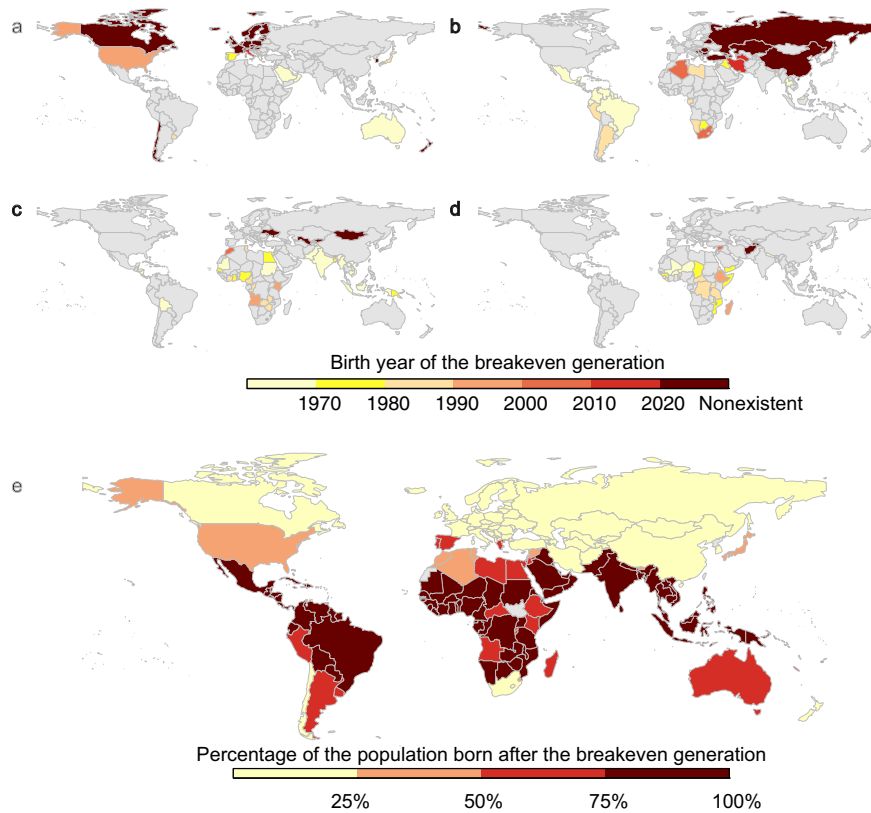 a
b
c
d
Birth year of the breakeven generation
1970 1980 1990 2000 2010 2020 Nonexistent
e
Percentage of the population born after the breakeven generation
25% 50% 75% 100%